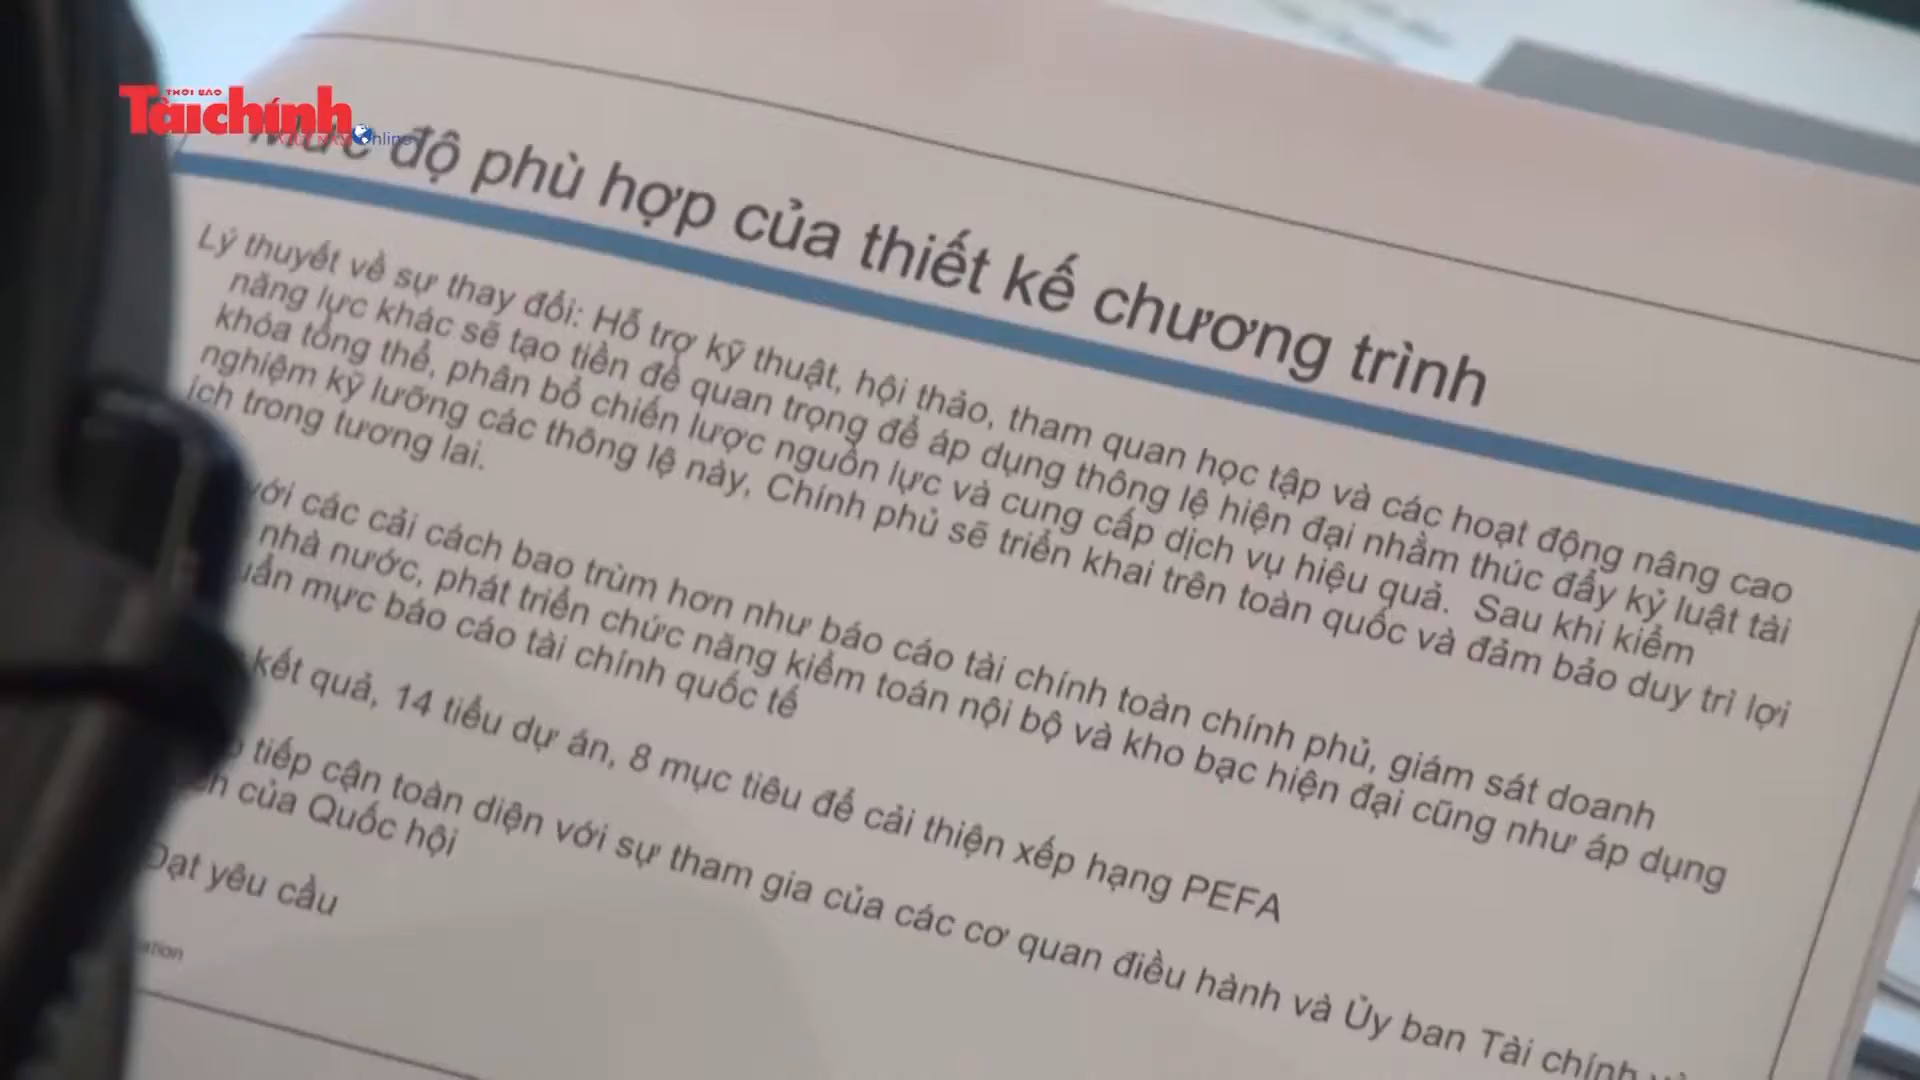 THỜI BÁO
Tàichính
VIỆT NAM Online
Mức độ phù hợp của thiết kế chương trình
Lý thuyết về sự thay đổi: Hỗ trợ kỹ thuật, hội thảo, tham quan học tập và các hoạt động nâng cao
năng lực khác sẽ tạo tiền đề quan trọng để áp dụng thông lệ hiện đại nhằm thúc đẩy kỷ luật tài
khóa tổng thể, phân bổ chiến lược nguồn lực và cung cấp dịch vụ hiệu quả. Sau khi kiểm
nghiệm kỹ lưỡng các thông lệ này, Chính phủ sẽ triển khai trên toàn quốc và đảm bảo duy trì lợi
ích trong tương lai.
với các cải cách bao trùm hơn như báo cáo tài chính toàn chính phủ, giám sát doanh
nhà nước, phát triển chức năng kiểm toán nội bộ và kho bạc hiện đại cũng như áp dụng
mực báo cáo tài chính quốc tế
kết quả, 14 tiểu dự án, 8 mục tiêu để cải thiện xếp hạng PEFA
tiếp cận toàn diện với sự tham gia của các cơ quan điều hành và Ủy ban Tài chính
của Quốc hội
Đạt yêu cầu